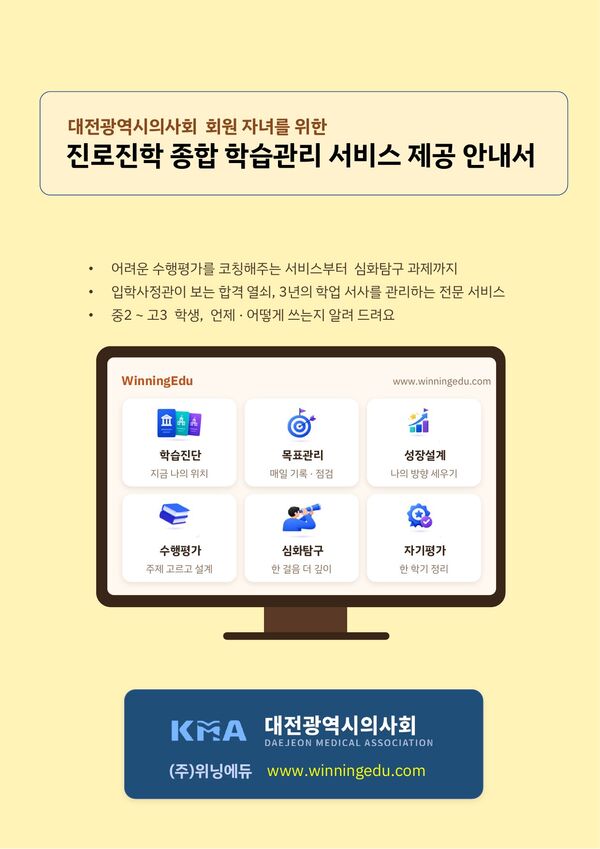 대전광역시의사회 회원 자녀를 위한
진로진학 종합 학습관리 서비스 제공 안내서
• 어려운 수행평가를 코칭해주는 서비스부터 심화탐구 과제까지
• 입학사정관이 보는 합격 열쇠, 3년의 학업 서사를 관리하는 전문 서비스
• 중2 ~ 고3 학생, 언제 · 어떻게 쓰는지 알려 드려요
WinningEdu www.winningedu.com
학습진단 목표관리 성장설계
지금 나의 위치 매일 기록 · 점검 나의 방향 세우기
수행평가 심화탐구 자기평가
주제 고르고 설계 한 걸음 더 깊이 한 학기 정리
KMA 대전광역시의사회
DAEJEON MEDICAL ASSOCIATION
(주)위닝에듀 www.winningedu.com